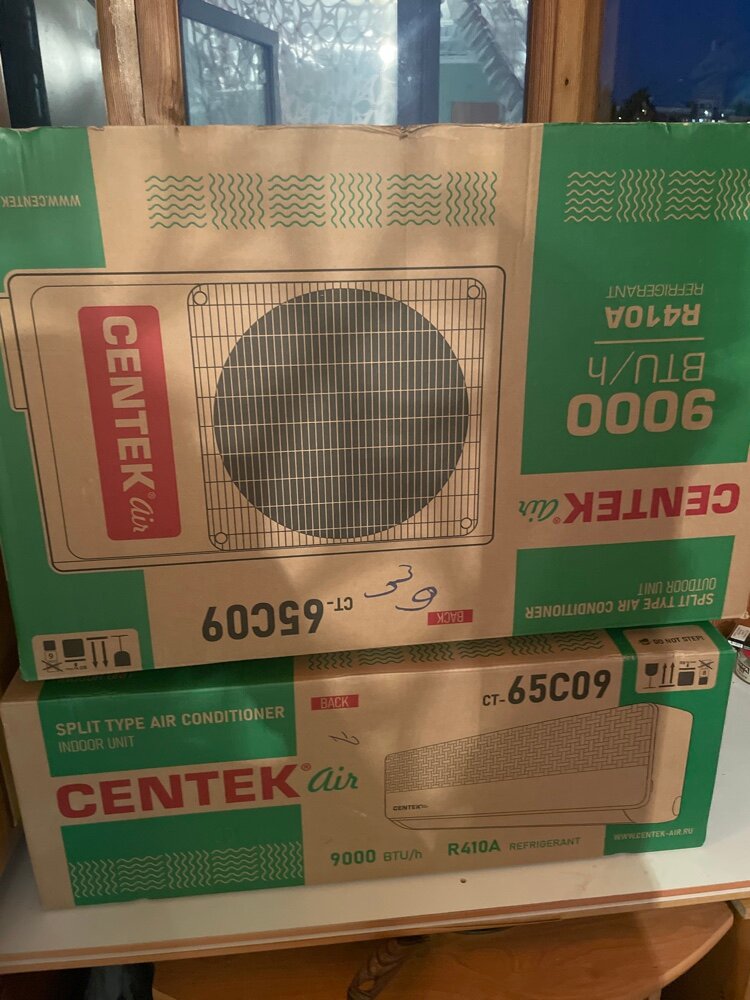 WWW.CENTEK
R410A
REFRIGERANT
9000
BTU/h
CENTEK® air
CENTEK® air
SPLIT TYPE AIR CONDITIONER
OUTDOOR UNIT
CT-65C09
39
BACK
DO NOT STEP!
BACK
CT-65C09
SPLIT TYPE AIR CONDITIONER
INDOOR UNIT
CENTEK® air
CENTEK
9000 BTU/h R410A REFRIGERANT
WWW.CENTEK-AIR.RU